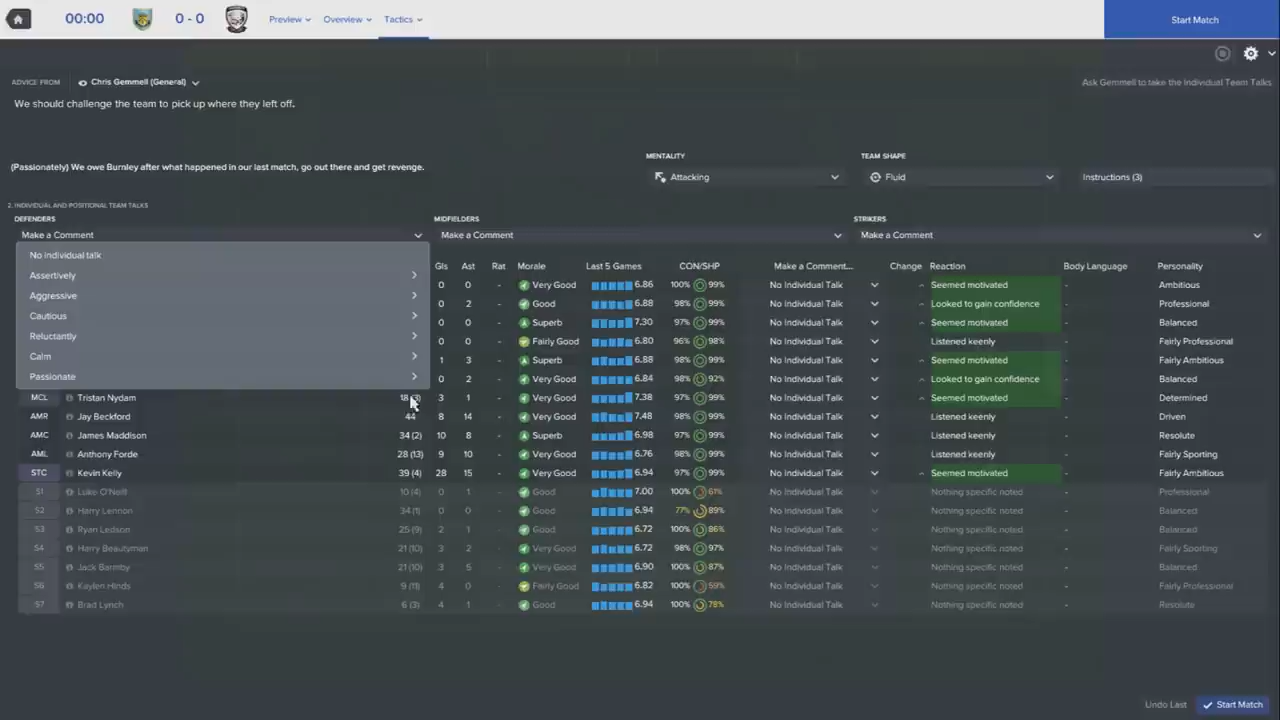 00:00 0 - 0 Preview Overview Tactics Start Match
ADVICE FROM Chris Gemmell (General) Ask Gemmell to take the Individual Team Talks
We should challenge the team to pick up where they left off.
MENTALITY TEAM SHAPE
(Passionately) We owe Burnley after what happened in our last match, go out there and get revenge.
Attacking Fluid Instructions (3)
2. INDIVIDUAL AND POSITIONAL TEAM TALKS
DEFENDERS MIDFIELDERS STRIKERS
Make a Comment Make a Comment Make a Comment
No individual talk
Assertively
Aggressive
Cautious
Reluctantly
Calm
Passionate
Gls Ast Rat Morale Last 5 Games CON/SHP Make a Comment... Change Reaction Body Language Personality
0 0 - Very Good 6.86 100% 99% No Individual Talk Seemed motivated - Ambitious
0 2 - Good 6.88 98% 99% No Individual Talk Looked to gain confidence - Professional
0 0 - Superb 7.30 97% 99% No Individual Talk Seemed motivated - Balanced
0 0 - Fairly Good 6.80 96% 98% No Individual Talk Listened keenly - Fairly Professional
1 3 - Superb 6.88 98% 99% No Individual Talk Seemed motivated - Fairly Ambitious
0 2 - Very Good 6.84 98% 92% No Individual Talk Looked to gain confidence - Balanced
MCL Tristan Nydam 18 (3) 3 1 - Very Good 7.38 97% 99% No Individual Talk Seemed motivated - Determined
AMR Jay Beckford 44 8 14 - Very Good 7.48 98% 99% No Individual Talk Listened keenly - Driven
AMC James Maddison 34 (2) 10 8 - Superb 6.98 97% 99% No Individual Talk Listened keenly - Resolute
AML Anthony Forde 28 (13) 9 10 - Very Good 6.76 98% 99% No Individual Talk Listened keenly - Fairly Sporting
STC Kevin Kelly 39 (4) 28 15 - Very Good 6.94 97% 99% No Individual Talk Seemed motivated - Fairly Ambitious
S1 Luke O'Neill 10 (4) 0 1 - Good 7.00 100% 61% No Individual Talk Nothing specific noted - Professional
S2 Harry Lennon 34 (1) 0 0 - Good 6.94 77% 89% No Individual Talk Nothing specific noted - Balanced
S3 Ryan Ledson 25 (9) 2 1 - Good 6.72 100% 86% No Individual Talk Nothing specific noted - Balanced
S4 Harry Beautyman 21 (10) 3 2 - Very Good 6.72 98% 97% No Individual Talk Nothing specific noted - Fairly Sporting
S5 Jack Barmby 21 (10) 3 5 - Very Good 6.90 100% 87% No Individual Talk Nothing specific noted - Balanced
S6 Kaylen Hinds 9 (11) 4 0 - Fairly Good 6.82 100% 59% No Individual Talk Nothing specific noted - Fairly Professional
S7 Brad Lynch 6 (3) 4 1 - Good 6.94 100% 78% No Individual Talk Nothing specific noted - Resolute
Undo Last Start Match